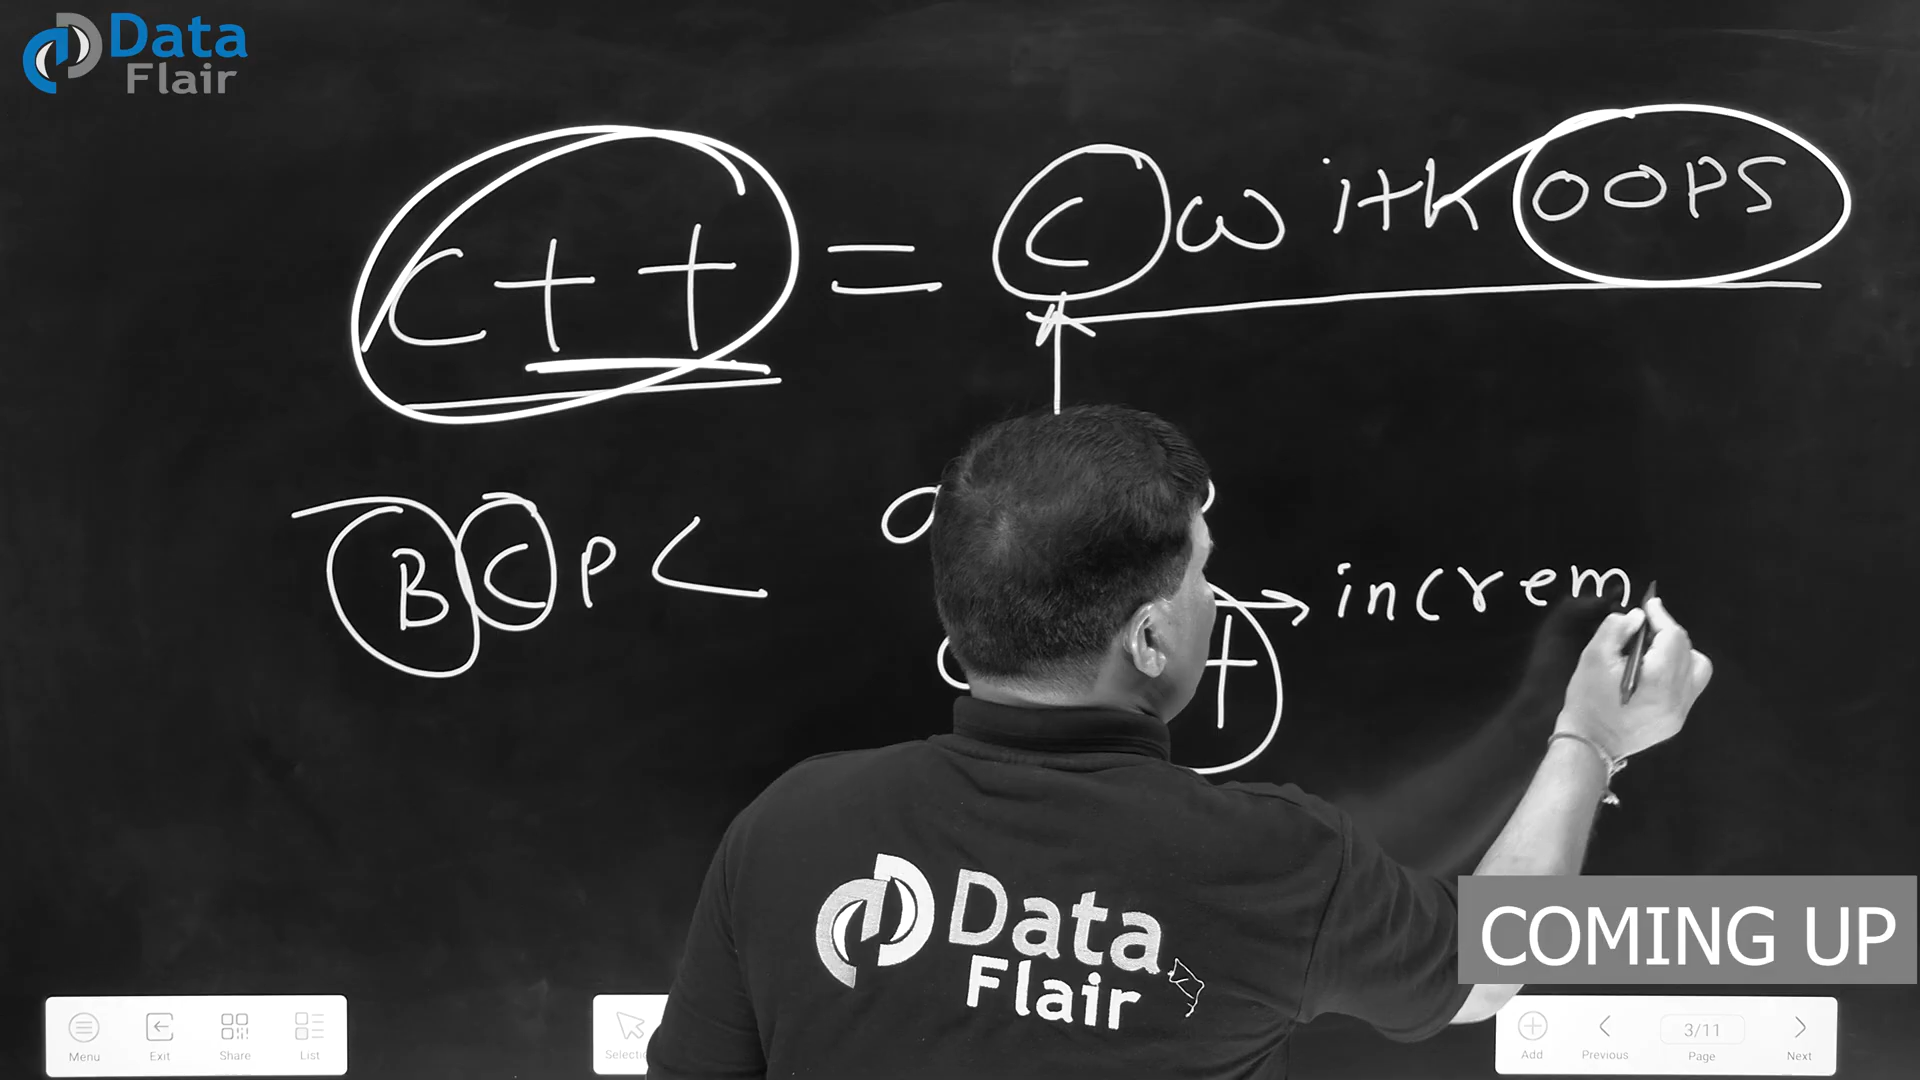 Data
Flair
C++ = C with OOPS
BCPL
increm
Data
Flair
COMING UP
Menu Exit Share List
Add Previous 3/11 Page Next